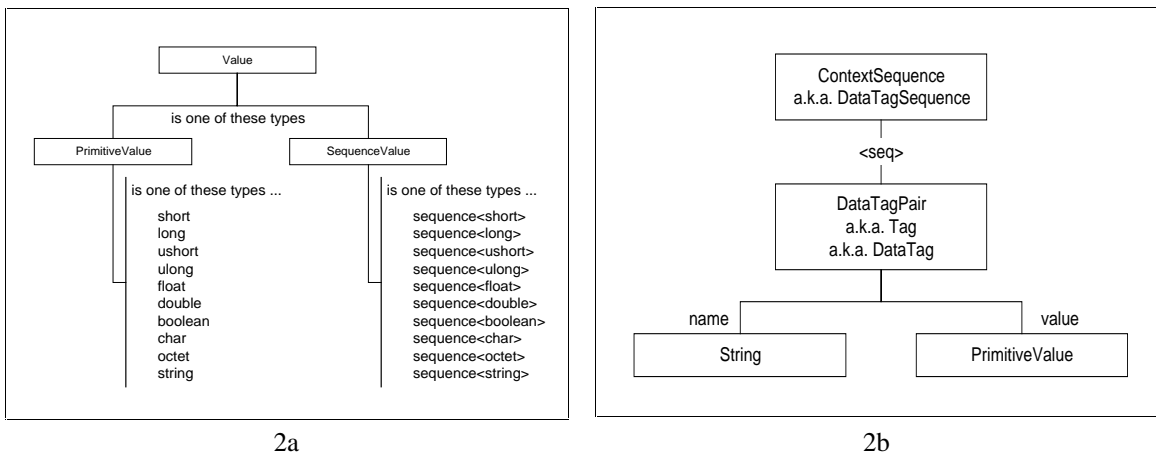 Value
is one of these types
PrimitiveValue
SequenceValue
is one of these types ...
short
long
ushort
ulong
float
double
boolean
char
octet
string
is one of these types ...
sequence<short>
sequence<long>
sequence<ushort>
sequence<ulong>
sequence<float>
sequence<double>
sequence<boolean>
sequence<char>
sequence<octet>
sequence<string>
2a
ContextSequence
a.k.a. DataTagSequence
<seq>
DataTagPair
a.k.a. Tag
a.k.a. DataTag
name
value
String
PrimitiveValue
2b